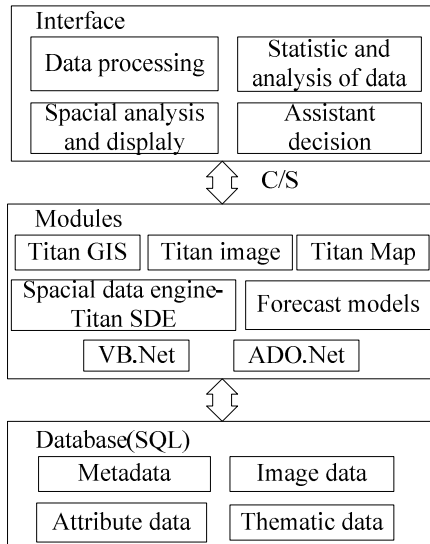 Interface
Data processing
Statistic and
analysis of data
Spacial analysis
and displaly
Assistant
decision
C/S
Modules
Titan GIS
Titan image
Titan Map
Spacial data engine-
Titan SDE
Forecast models
VB.Net
ADO.Net
Database(SQL)
Metadata
Image data
Attribute data
Thematic data